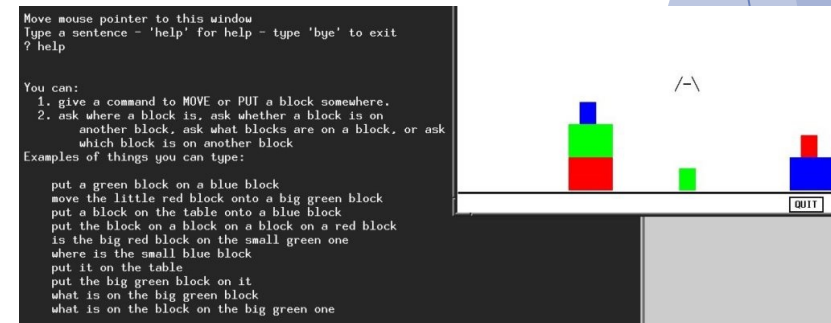 Move mouse pointer to this window
Type a sentence - 'help' for help - type 'bye' to exit
? help
You can:
1. give a command to MOVE or PUT a block somewhere.
2. ask where a block is, ask whether a block is on
another block, ask what blocks are on a block, or ask
which block is on another block
Examples of things you can type:
put a green block on a blue block
move the little red block onto a big green block
put a block on the table onto a blue block
put the block on a block on a block on a red block
is the big red block on the small green one
where is the small blue block
put it on the table
put the big green block on it
what is on the big green block
what is on the block on the big green one
/-\
QUIT